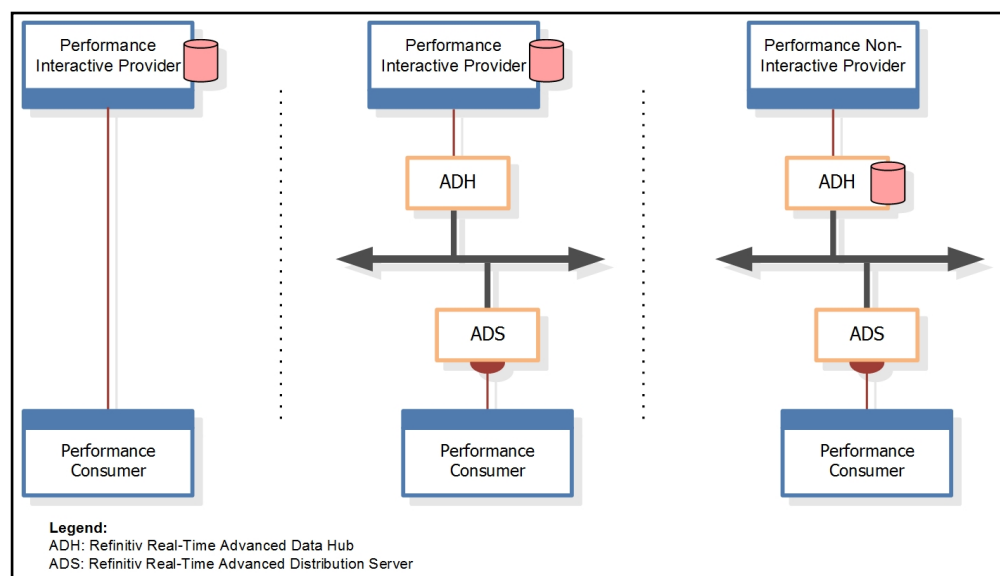 Performance
Interactive Provider
Performance
Interactive Provider
Performance Non-
Interactive Provider
ADH
ADH
ADS
ADS
Performance
Consumer
Performance
Consumer
Performance
Consumer
Legend:
ADH: Refinitiv Real-Time Advanced Data Hub
ADS: Refinitiv Real-Time Advanced Distribution Server